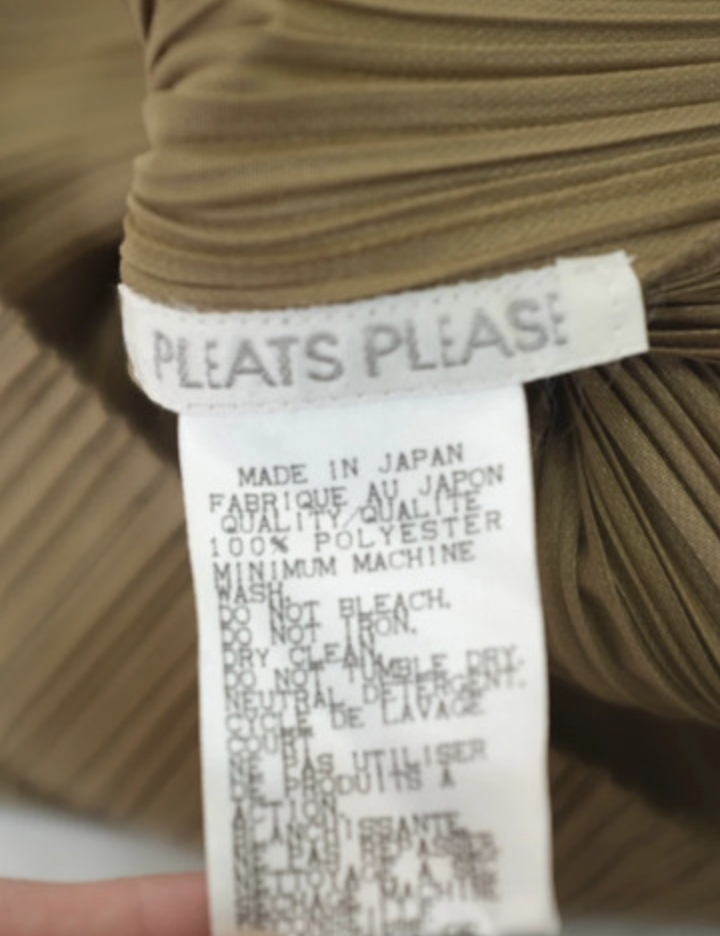 PLEATS PLEASE
MADE IN JAPAN
FABRIQUE AU JAPON
QUALITY/QUALITE
100% POLYESTER
MINIMUM MACHINE
WASH.
DO NOT BLEACH.
DO NOT IRON.
DRY CLEAN.
DO NOT TUMBLE DRY.
NEUTRAL DETERGENT.
CYCLE DE LAVAGE
COURT
NE PAS UTILISER
DE PRODUITS A
ACTION
BLANCHISSANTE
NE PAS REPASSER
NETTOYAGE A